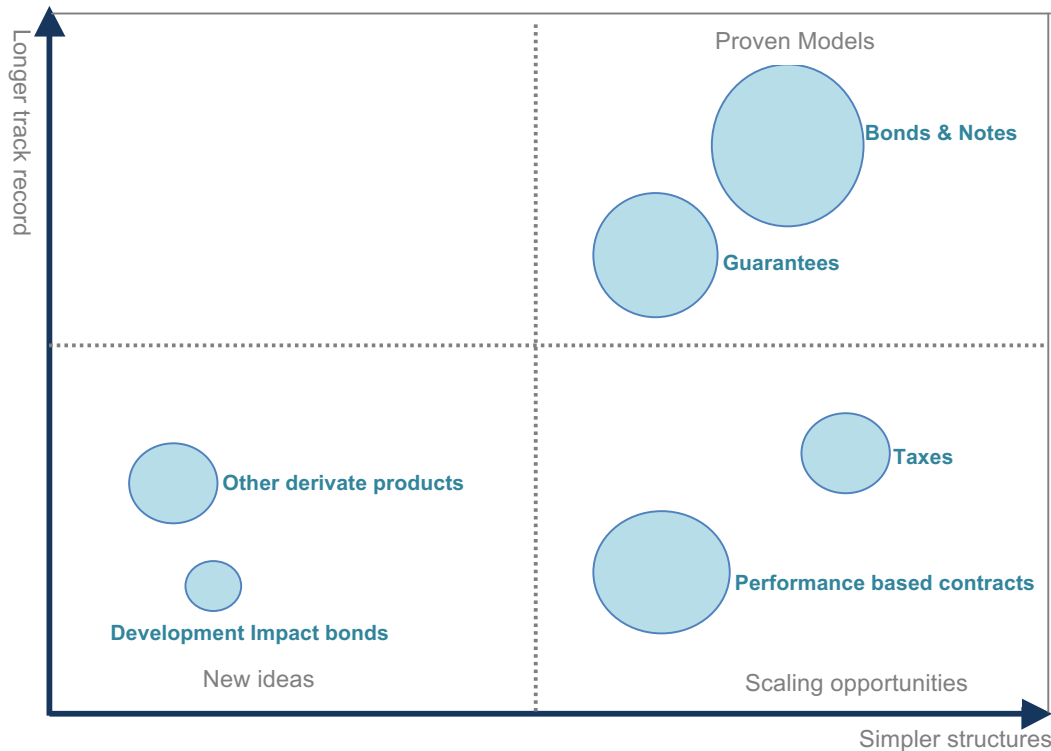 Longer track record
Proven Models
Bonds & Notes
Guarantees
Taxes
Other derivate products
Performance based contracts
Development Impact bonds
New ideas
Scaling opportunities
Simpler structures